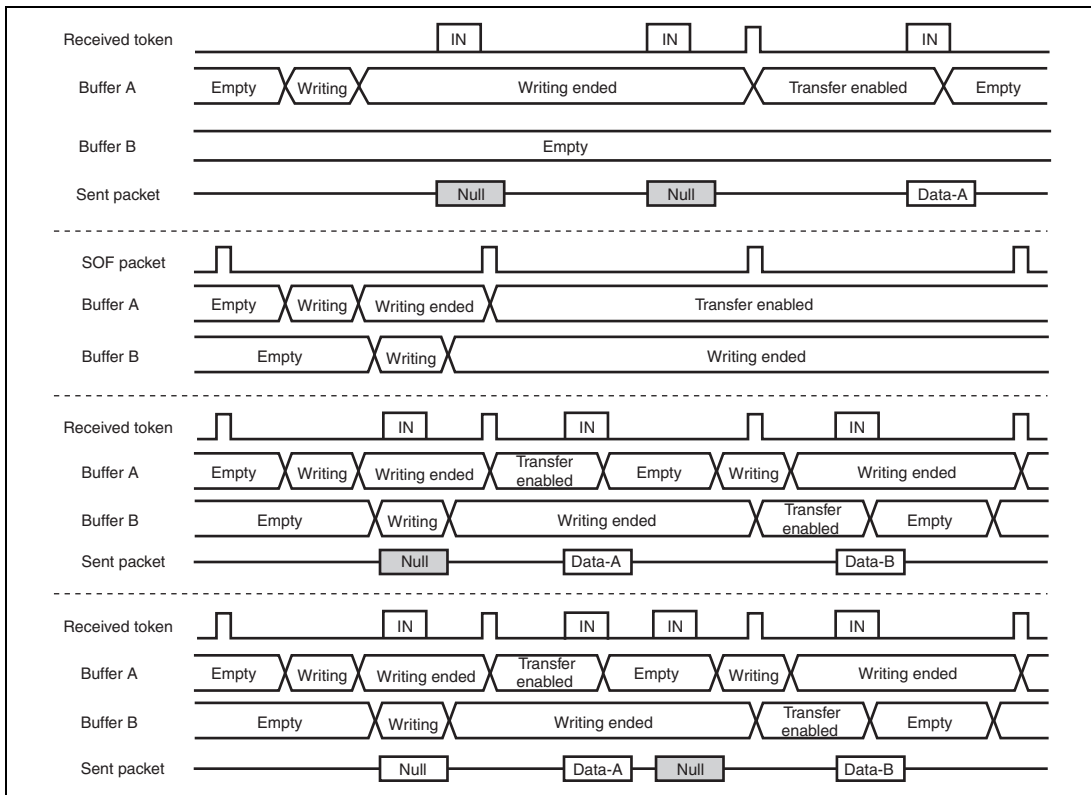 Received token IN IN IN
Buffer A Empty Writing Writing ended Transfer enabled Empty
Buffer B Empty
Sent packet Null Null Data-A
SOF packet
Buffer A Empty Writing Writing ended Transfer enabled
Buffer B Empty Writing Writing ended
Received token IN IN IN
Buffer A Empty Writing Writing ended Transfer enabled Empty Writing Writing ended
Buffer B Empty Writing Writing ended Transfer enabled Empty
Sent packet Null Data-A Data-B
Received token IN IN IN IN
Buffer A Empty Writing Writing ended Transfer enabled Empty Writing Writing ended
Buffer B Empty Writing Writing ended Transfer enabled Empty
Sent packet Null Data-A Null Data-B